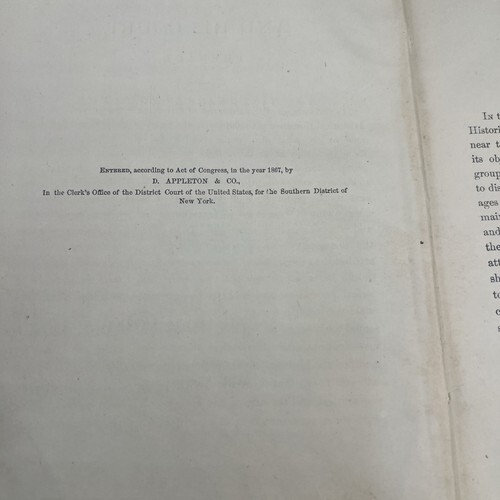 Entered, according to Act of Congress, in the year 1867, by
D. APPLETON & CO.,
In the Clerk's Office of the District Court of the United States, for the Southern District of
New York.
In t
Histori
near t
its ob
group
to dis
ages
mai
and
the
att
sh
to
c
s